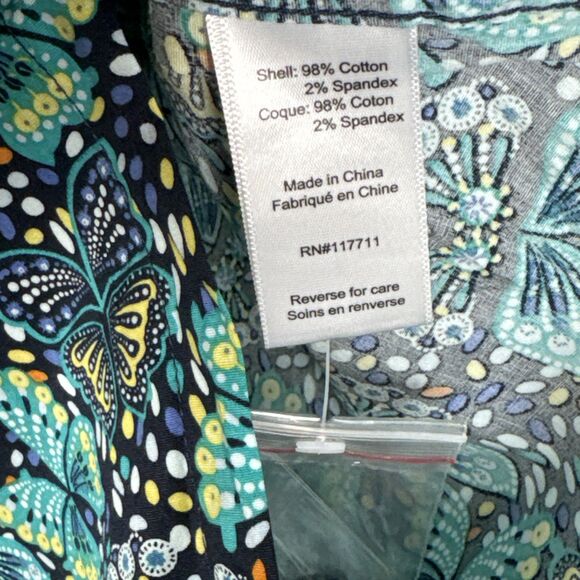 Shell: 98% Cotton
2% Spandex
Coque: 98% Coton
2% Spandex
Made in China
Fabriqué en Chine
RN#117711
Reverse for care
Soins en renverse